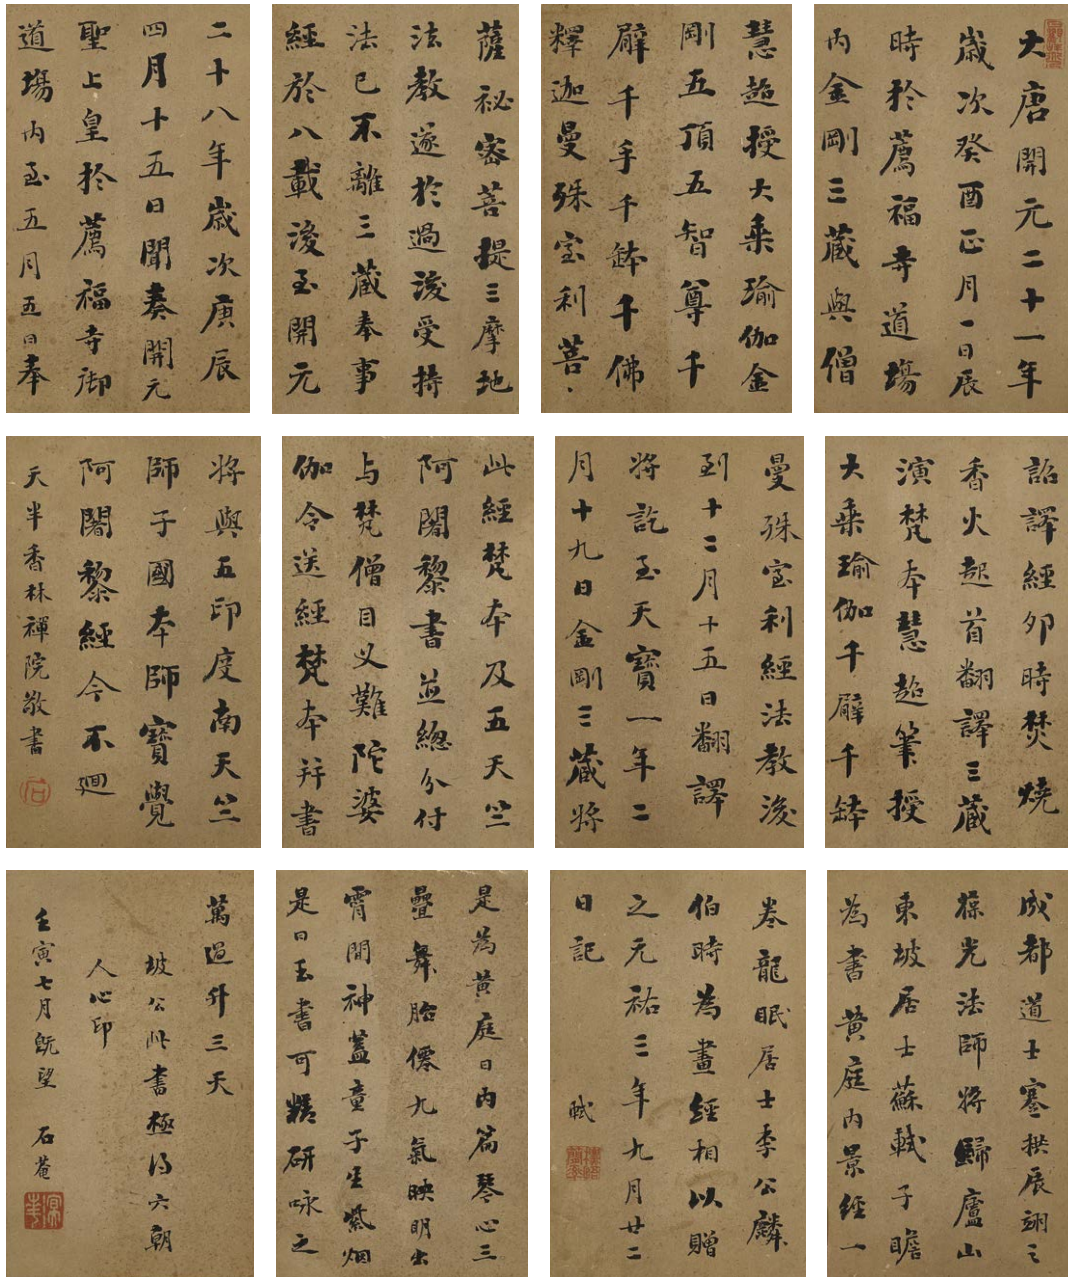 大唐開元二十一年
歲次癸酉正月一日辰
時於薦福寺道場
內金剛三藏與僧
慧超授大乘瑜伽金
剛五頂五智尊千
臂千手千鉢千佛
釋迦曼殊室利菩
薩祕密菩提三摩地
法教遂於過後受持
法已不離三藏奉事
經於八載後至開元
二十八年歲次庚辰
四月十五日聞奏開元
聖上皇於薦福寺御
道場內至五月五日奉
詔譯經卯時焚燒
香火起首翻譯三藏
演梵本慧超筆授
大乘瑜伽千臂千鉢
曼殊室利經法教後
到十二月十五日翻譯
將訖至天寶一年二
月十九日金剛三藏將
此經梵本及五天竺
阿闍黎書並總分付
与梵僧目叉難陀婆
伽令送經梵本并書
將與五印度南天竺
師子國本師寶覺
阿闍黎經今不廻
天半香林禪院敬書
成都道士蹇拱辰翊之
葆光法師將歸廬山
東坡居士蘇軾子瞻
為書黄庭內景經一
卷龍眠居士李公麟
伯時為畫經相以贈
之元祐三年九月廿二
日記
軾
是為黃庭曰內篇琴心三
疊舞胎僊九氣映明出
霄間神蓋童子生紫烟
是曰玉書可精研咏之
萬過升三天
坡公此書極得六朝
人心印
壬寅七月既望
石菴